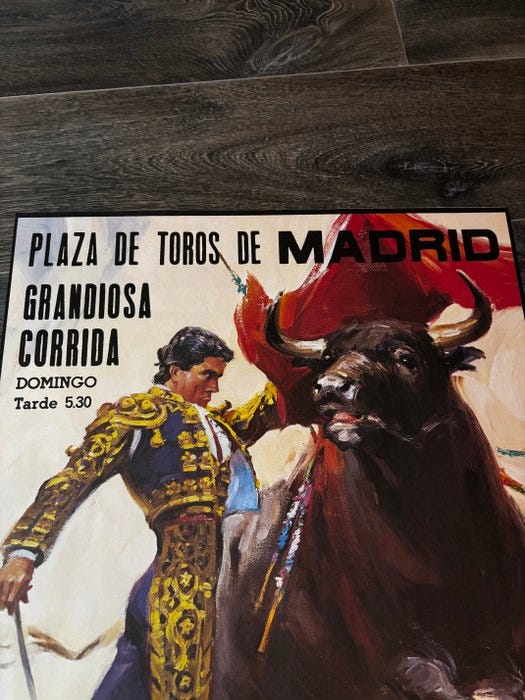 PLAZA DE TOROS DE MADRID
GRANDIOSA
CORRIDA
DOMINGO
Tarde 5.30